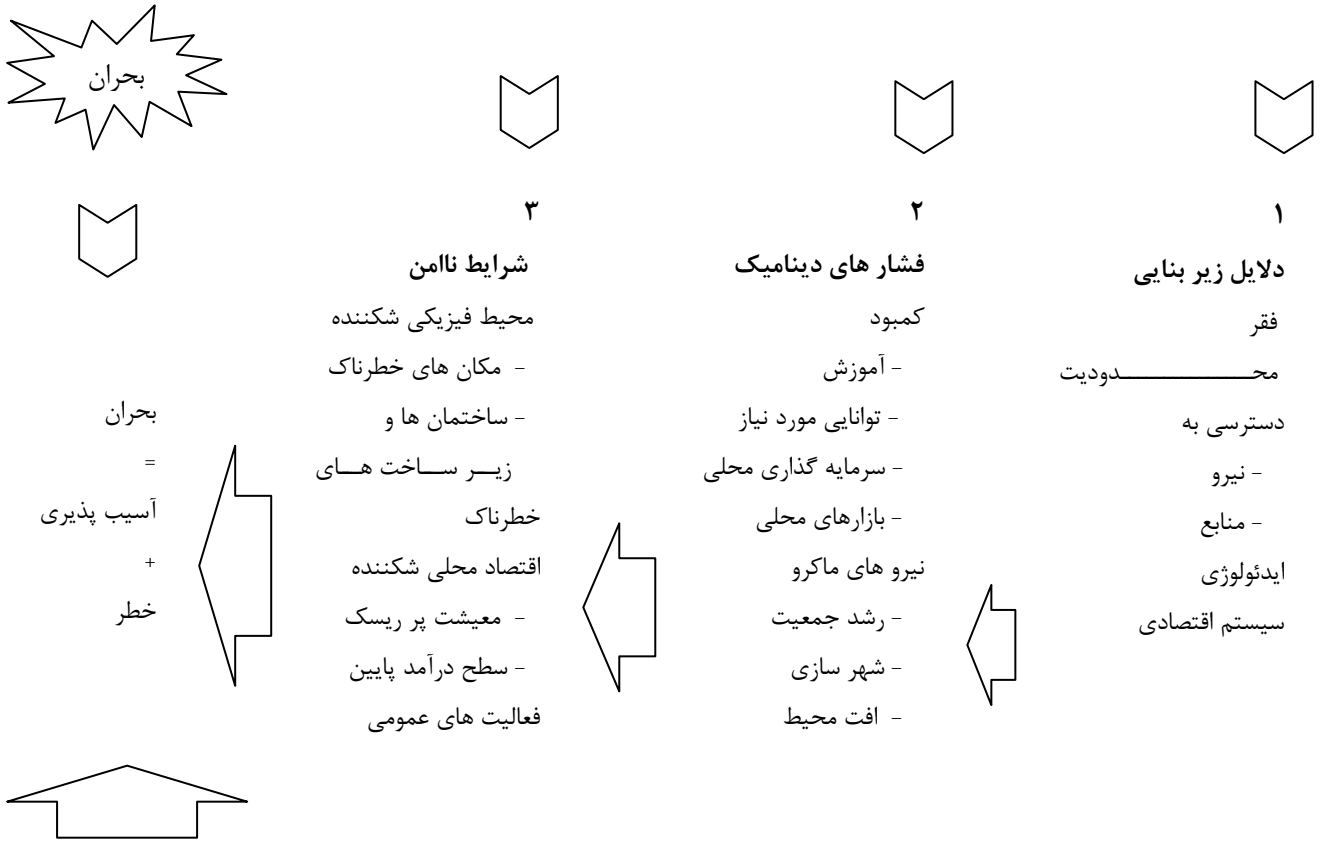 بحران
۱
دلایل زیر بنایی
فقر
محدودیت
دسترسی به
- نیرو
- منابع
ایدئولوژی
سیستم اقتصادی
۲
فشار های دینامیک
کمبود
- آموزش
- توانایی مورد نیاز
- سرمایه گذاری محلی
- بازارهای محلی
نیرو های ماکرو
- رشد جمعیت
- شهر سازی
- افت محیط
۳
شرایط ناامن
محیط فیزیکی شکننده
- مکان های خطرناک
- ساختمان ها و
زیر ساخت های
خطرناک
اقتصاد محلی شکننده
- معیشت پر ریسک
- سطح درآمد پایین
فعالیت های عمومی
بحران
=
آسیب پذیری
+
خطر